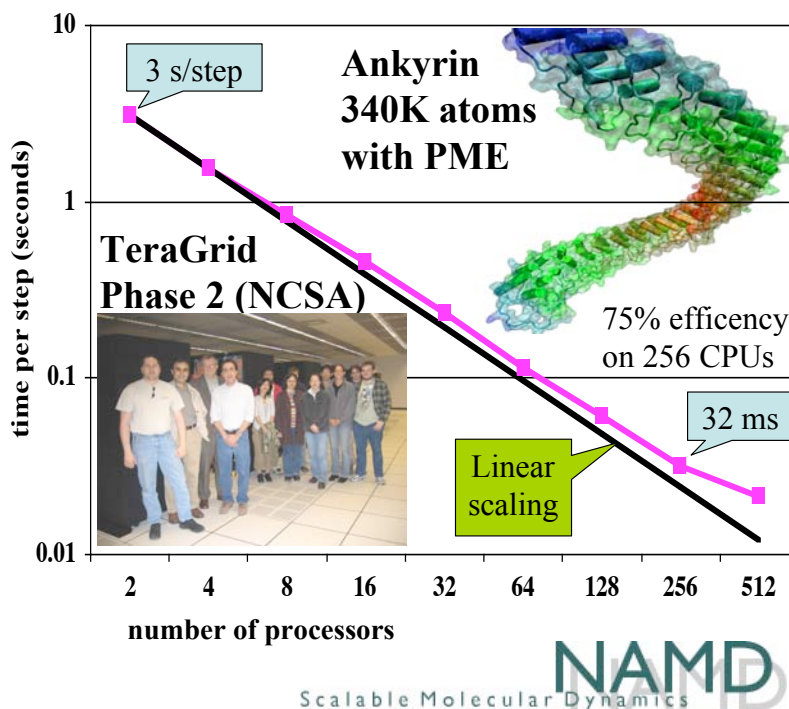 10
3 s/step
Ankyrin
340K atoms
with PME
1
TeraGrid
Phase 2 (NCSA)
time per step (seconds)
75% efficency
on 256 CPUs
0.1
32 ms
Linear
scaling
0.01
2 4 8 16 32 64 128 256 512
number of processors
NAMD
Scalable Molecular Dynamics